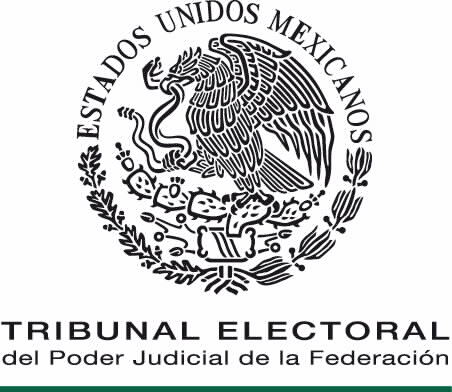 ESTADOS UNIDOS MEXICANOS
TRIBUNAL ELECTORAL
del Poder Judicial de la Federación